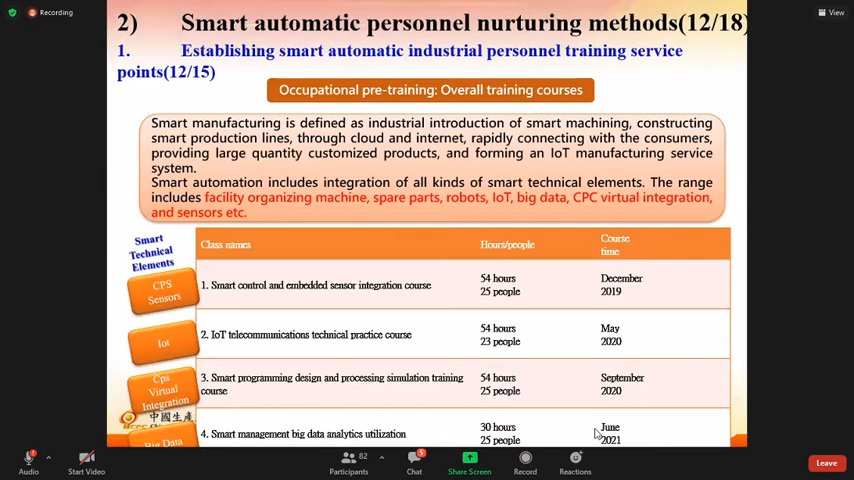 Recording
View
2) Smart automatic personnel nurturing methods(12/18)
1. Establishing smart automatic industrial personnel training service
points(12/15)
Occupational pre-training: Overall training courses
Smart manufacturing is defined as industrial introduction of smart machining, constructing
smart production lines, through cloud and internet, rapidly connecting with the consumers,
providing large quantity customized products, and forming an IoT manufacturing service
system.
Smart automation includes integration of all kinds of smart technical elements. The range
includes facility organizing machine, spare parts, robots, IoT, big data, CPC virtual integration,
and sensors etc.
Smart
Technical
Elements
Class names
Hours/people
Course
time
CPS
Sensors
1. Smart control and embedded sensor integration course
54 hours
25 people
December
2019
Iot
2. IoT telecommunications technical practice course
54 hours
23 people
May
2020
Cps
Virtual
Integration
3. Smart programming design and processing simulation training
course
54 hours
25 people
September
2020
中國生產
Big Data
4. Smart management big data analytics utilization
30 hours
25 people
June
2021
Audio
Start Video
Participants
82
Chat
5
Share Screen
Record
Reactions
Leave